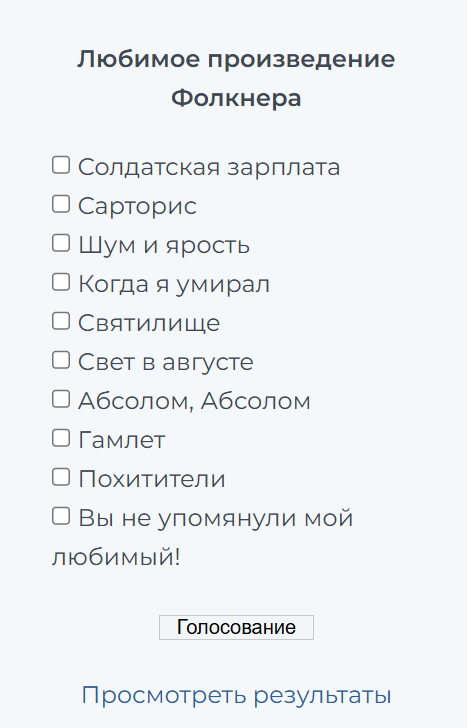 Любимое произведение
Фолкнера
Солдатская зарплата
Сарторис
Шум и ярость
Когда я умирал
Святилище
Свет в августе
Абсолом, Абсолом
Гамлет
Похитители
Вы не упомянули мой
любимый!
Голосование
Просмотреть результаты